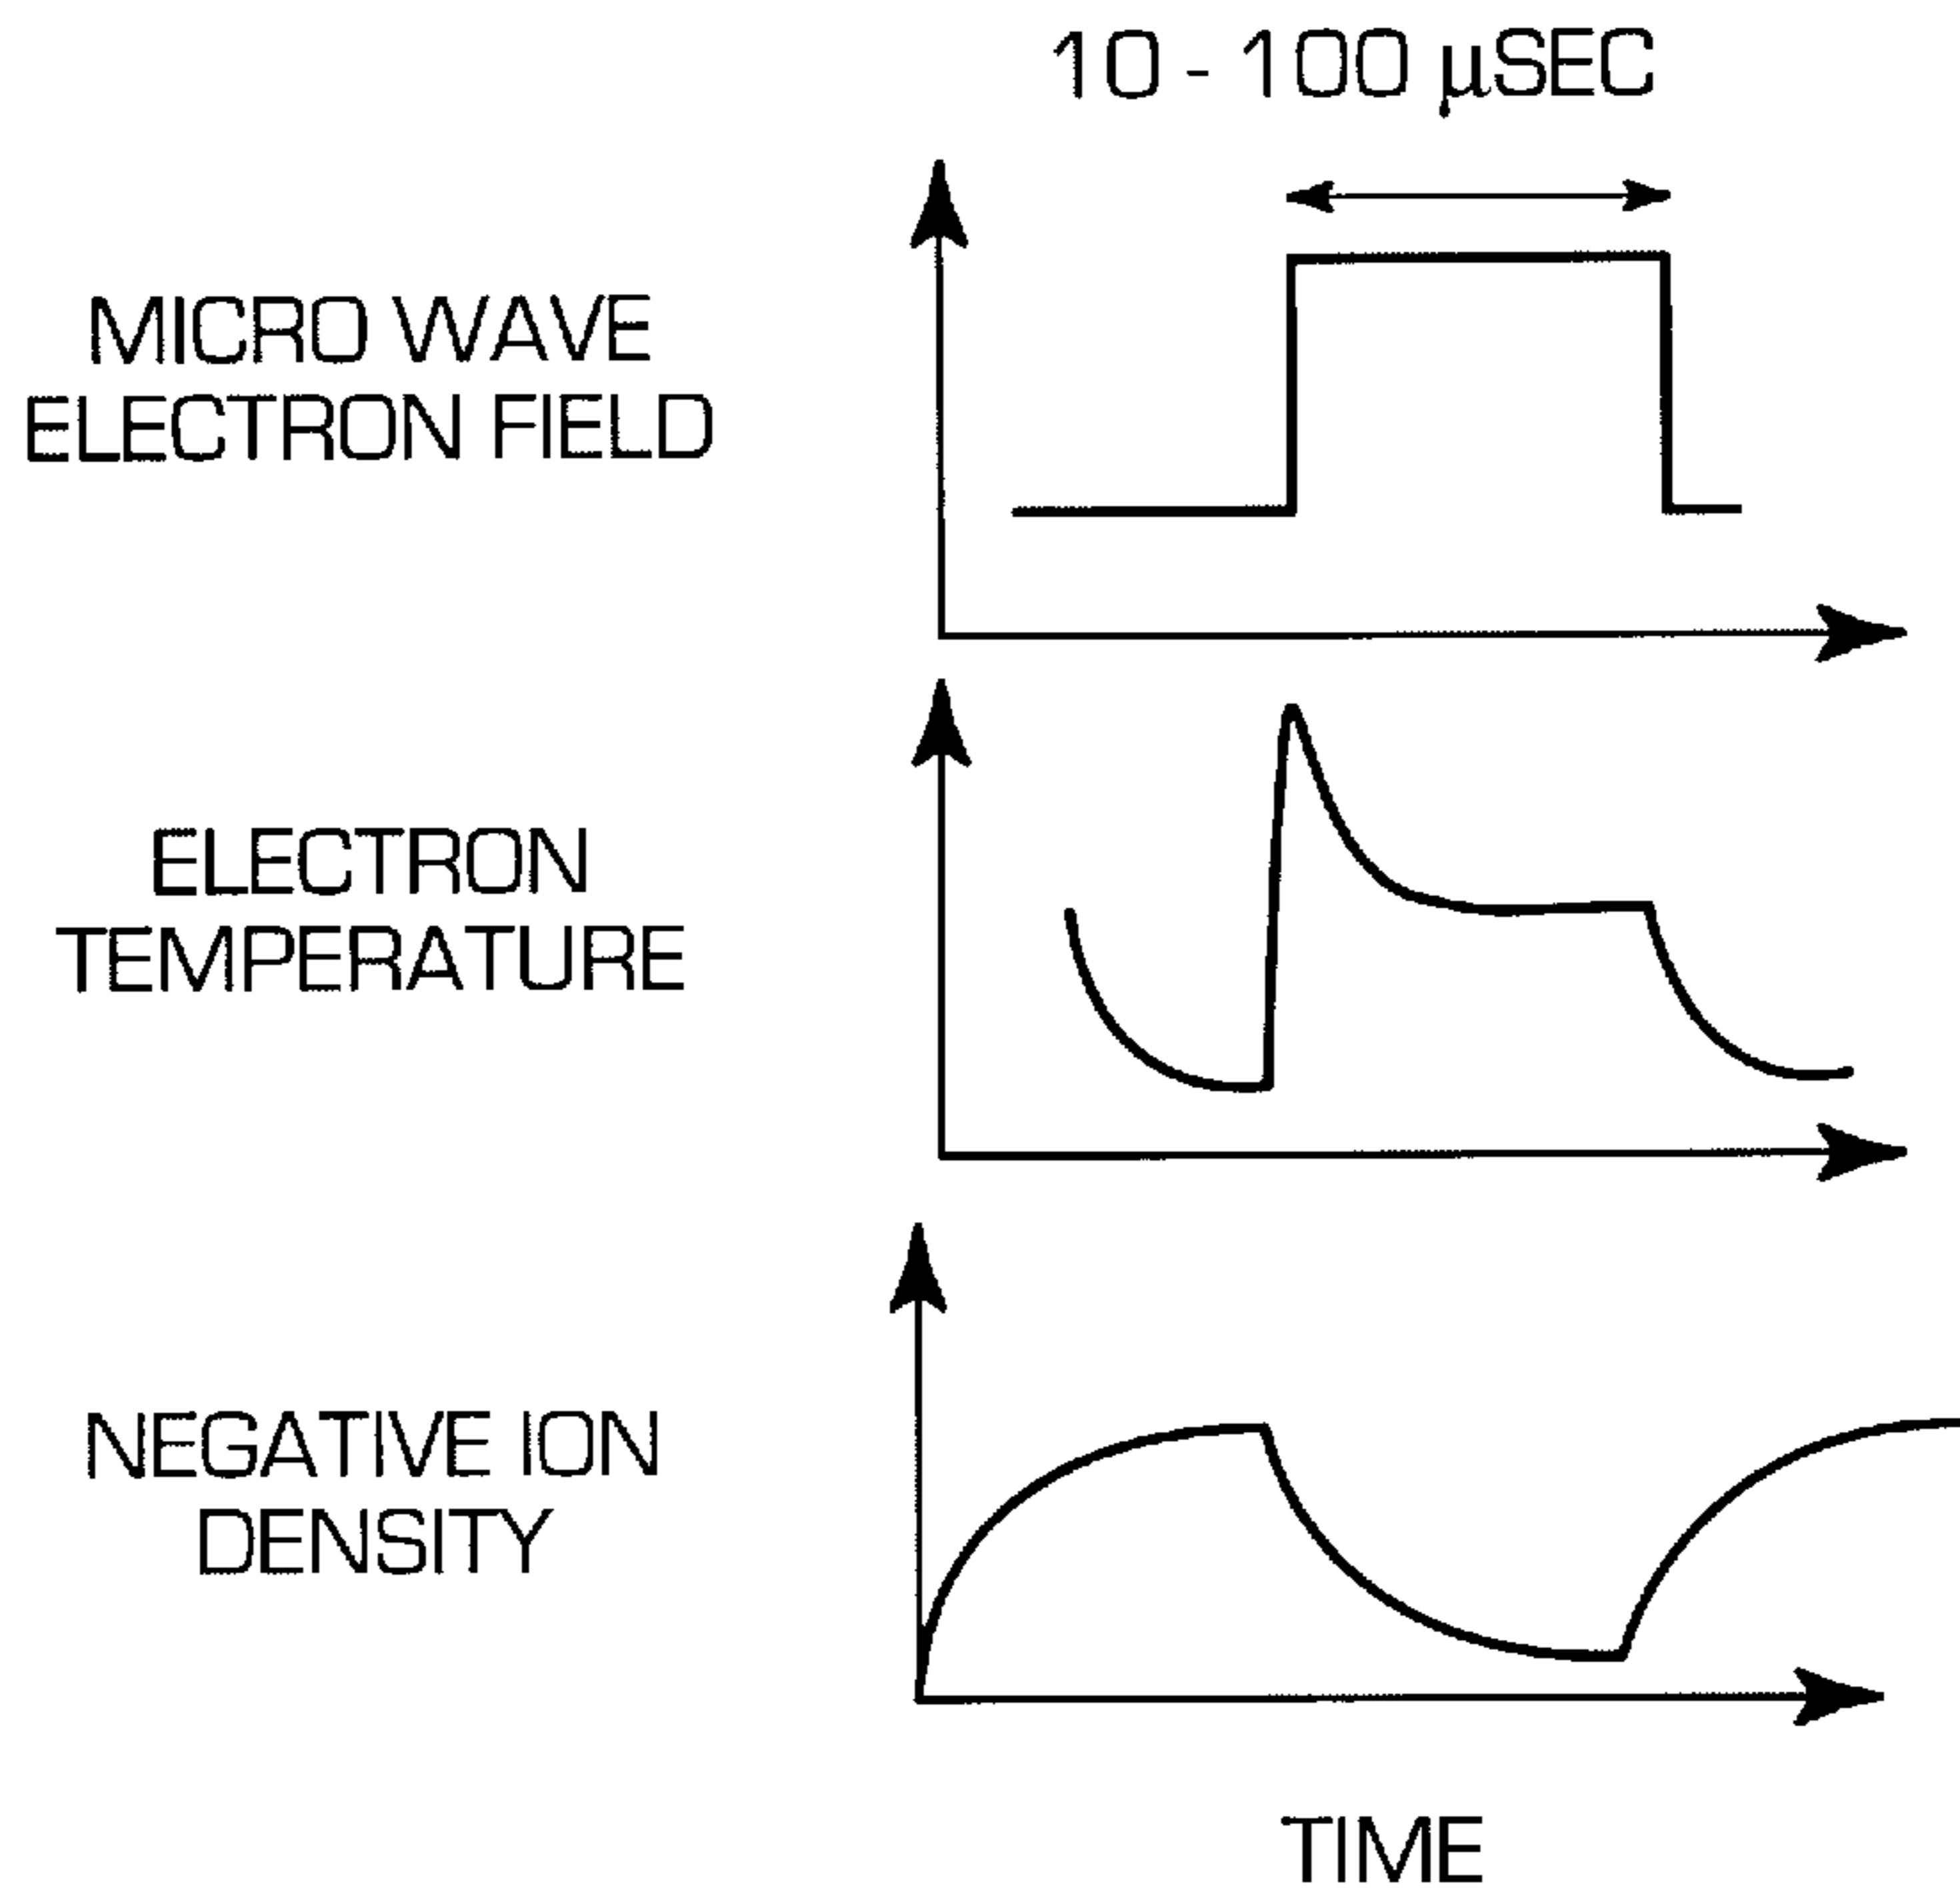 10 - 100 µSEC
MICRO WAVE
ELECTRON FIELD
ELECTRON
TEMPERATURE
NEGATIVE ION
DENSITY
TIME